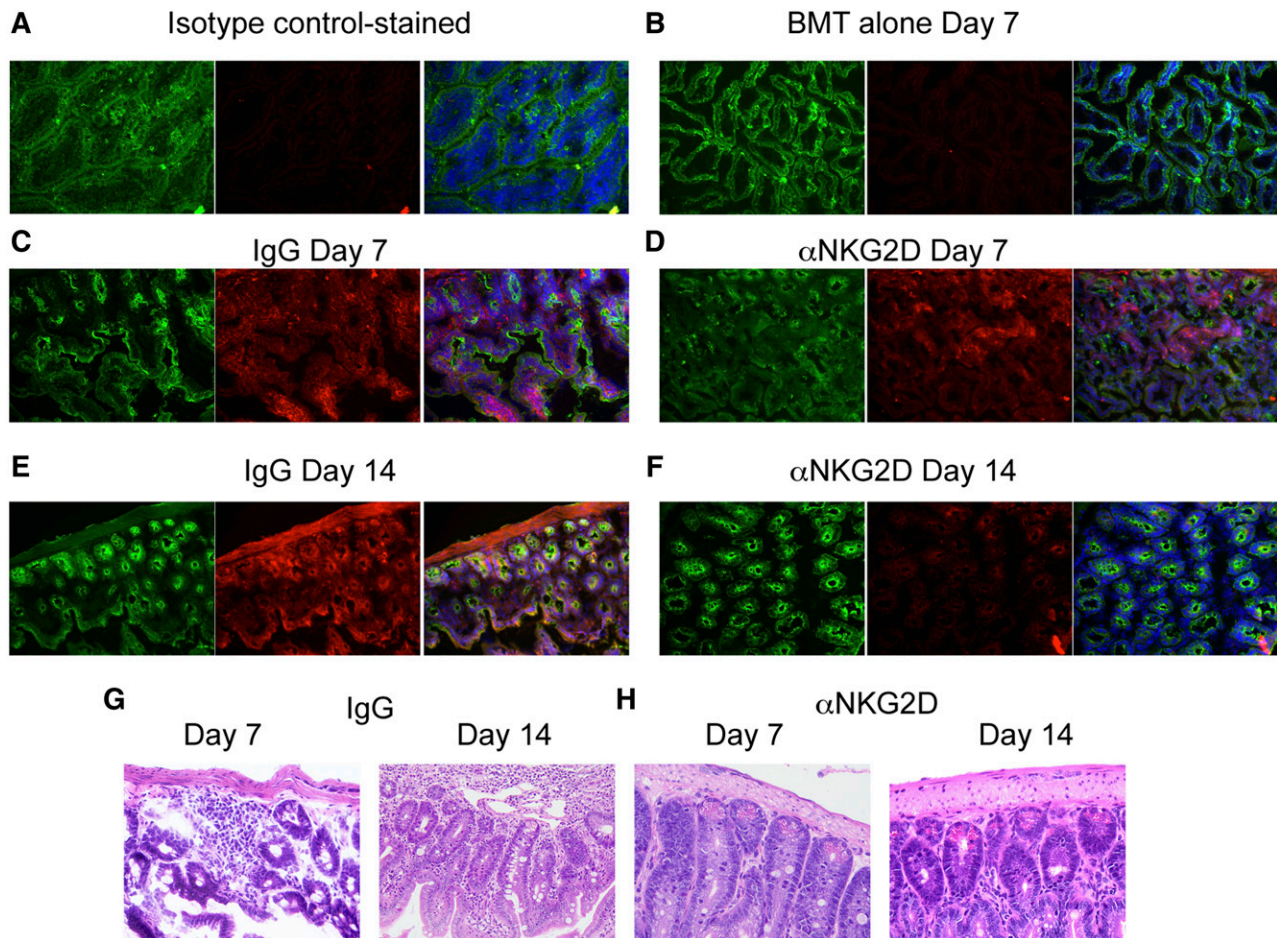 A Isotype control-stained
B BMT alone Day 7
C IgG Day 7
D αNKG2D Day 7
E IgG Day 14
F αNKG2D Day 14
G IgG
Day 7 Day 14
H αNKG2D
Day 7 Day 14